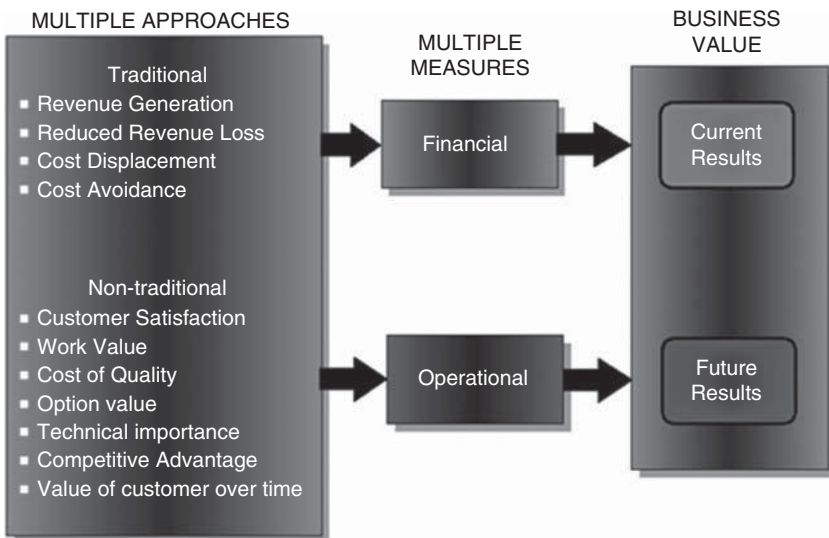 MULTIPLE APPROACHES
Traditional
▪ Revenue Generation
▪ Reduced Revenue Loss
▪ Cost Displacement
▪ Cost Avoidance
Non-traditional
▪ Customer Satisfaction
▪ Work Value
▪ Cost of Quality
▪ Option value
▪ Technical importance
▪ Competitive Advantage
▪ Value of customer over time
MULTIPLE
MEASURES
Financial
Operational
BUSINESS
VALUE
Current
Results
Future
Results